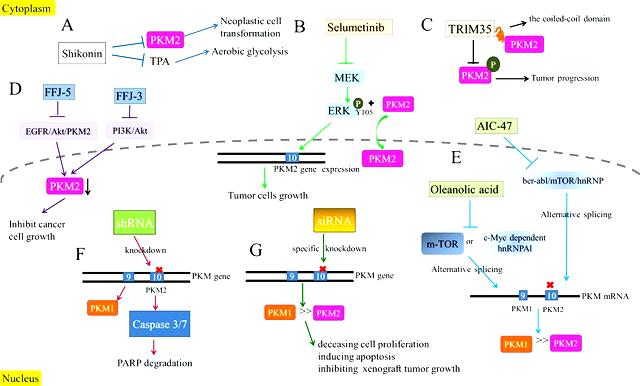 Cytoplasm
A
Shikonin
PKM2
TPA
Neoplastic cell
transformation
Aerobic glycolysis
B
Selumetinib
MEK
ERK
P
Y105
+
PKM2
PKM2
10
PKM2 gene expression
Tumor cells growth
C
TRIM35
the coiled-coil domain
PKM2
P
PKM2
Tumor progression
D
FFJ-5
FFJ-3
EGFR/Akt/PKM2
PI3K/Akt
PKM2
Inhibit cancer
cell growth
AIC-47
E
Oleanolic acid
bcr-abl/mTOR/hnRNP
Alternative splicing
m-TOR
or
c-Myc dependent
hnRNPAI
Alternative splicing
9
10
PKM mRNA
PKM1
PKM2
PKM1
>>
PKM2
F
shRNA
knockdown
9
10
PKM gene
PKM2
PKM1
Caspase 3/7
PARP degradation
G
siRNA
specific knockdown
9
10
PKM gene
PKM1
>>
PKM2
deceasing cell proliferation
inducing apoptosis
inhibiting xenograft tumor growth
Nucleus